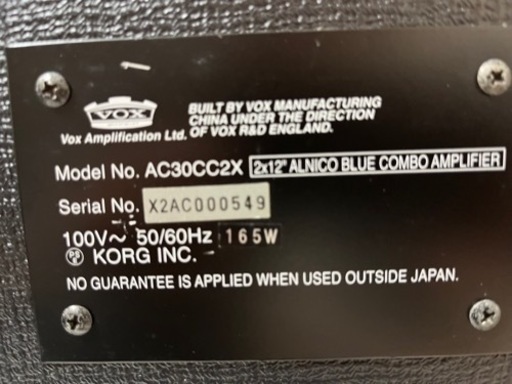 VOX
Vox Amplification Ltd.
BUILT BY VOX MANUFACTURING
CHINA UNDER THE DIRECTION
OF VOX R&D ENGLAND.
Model No. AC30CC2X 2x12" ALNICO BLUE COMBO AMPLIFIER
Serial No. X2AC000549
100V~ 50/60Hz 165W
PSE KORG INC.
NO GUARANTEE IS APPLIED WHEN USED OUTSIDE JAPAN.